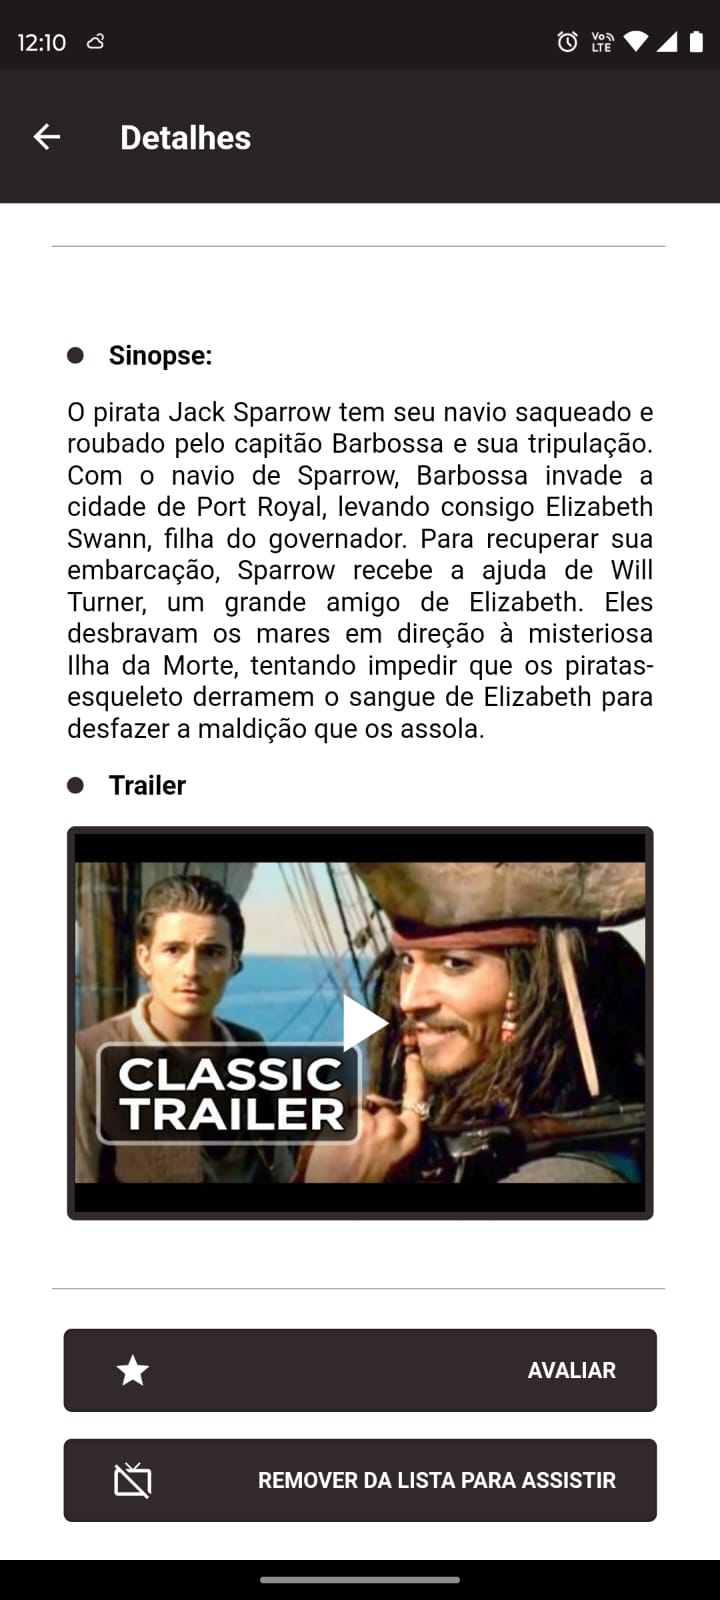 12:10
Vo LTE
Detalhes
Sinopse:
O pirata Jack Sparrow tem seu navio saqueado e
roubado pelo capitão Barbossa e sua tripulação.
Com o navio de Sparrow, Barbossa invade a
cidade de Port Royal, levando consigo Elizabeth
Swann, filha do governador. Para recuperar sua
embarcação, Sparrow recebe a ajuda de Will
Turner, um grande amigo de Elizabeth. Eles
desbravam os mares em direção à misteriosa
Ilha da Morte, tentando impedir que os piratas-
esqueleto derramem o sangue de Elizabeth para
desfazer a maldição que os assola.
Trailer
CLASSIC
TRAILER
AVALIAR
REMOVER DA LISTA PARA ASSISTIR